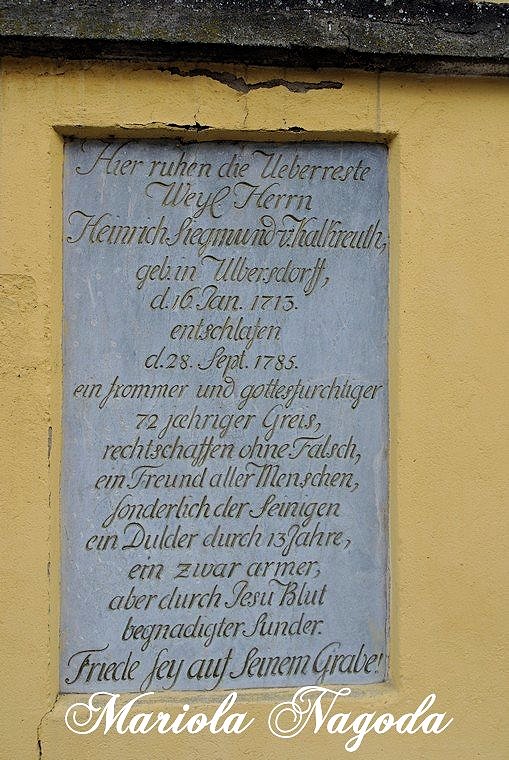 Hier ruhen die Ueberreste
Weyl Herrn
Heinrich Siegmund v. Kalkreuth,
geb. in Ulbersdorff,
d. 16. Jan. 1713.
entschlafen
d. 28. Sept. 1785.
ein frommer und gottesfürchtiger
72 jaehriger Greis,
rechtschaffen ohne Falsch,
ein Freund aller Menschen,
sonderlich der Seinigen
ein Dulder durch 13 Jahre,
ein zwar armer,
aber durch Jesu Blut
begnadigter Sunder.
Friede sey auf Seinem Grabe!
Mariola Nagoda